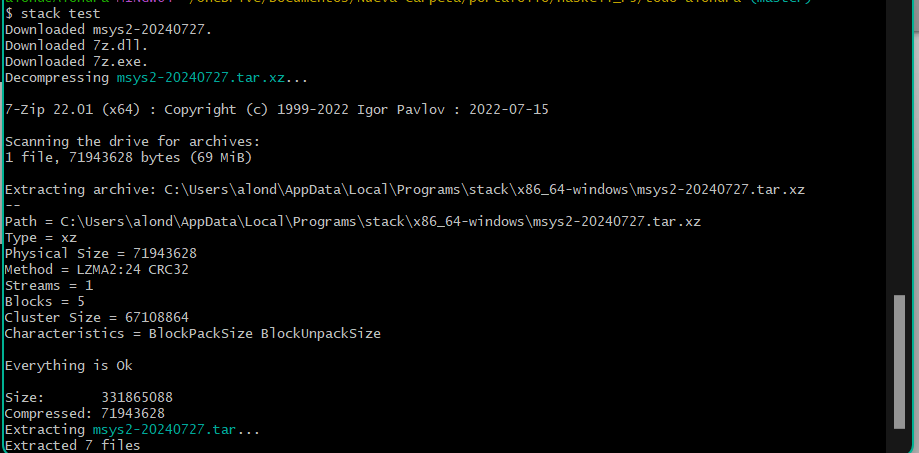 $ stack test
Downloaded msys2-20240727.
Downloaded 7z.dll.
Downloaded 7z.exe.
Decompressing msys2-20240727.tar.xz...
7-Zip 22.01 (x64) : Copyright (c) 1999-2022 Igor Pavlov : 2022-07-15
Scanning the drive for archives:
1 file, 71943628 bytes (69 MiB)
Extracting archive: C:\Users\alond\AppData\Local\Programs\stack\x86_64-windows\msys2-20240727.tar.xz
--
Path = C:\Users\alond\AppData\Local\Programs\stack\x86_64-windows\msys2-20240727.tar.xz
Type = xz
Physical Size = 71943628
Method = LZMA2:24 CRC32
Streams = 1
Blocks = 5
Cluster Size = 67108864
Characteristics = BlockPackSize BlockUnpackSize
Everything is Ok
Size:       331865088
Compressed: 71943628
Extracting msys2-20240727.tar...
Extracted 7 files